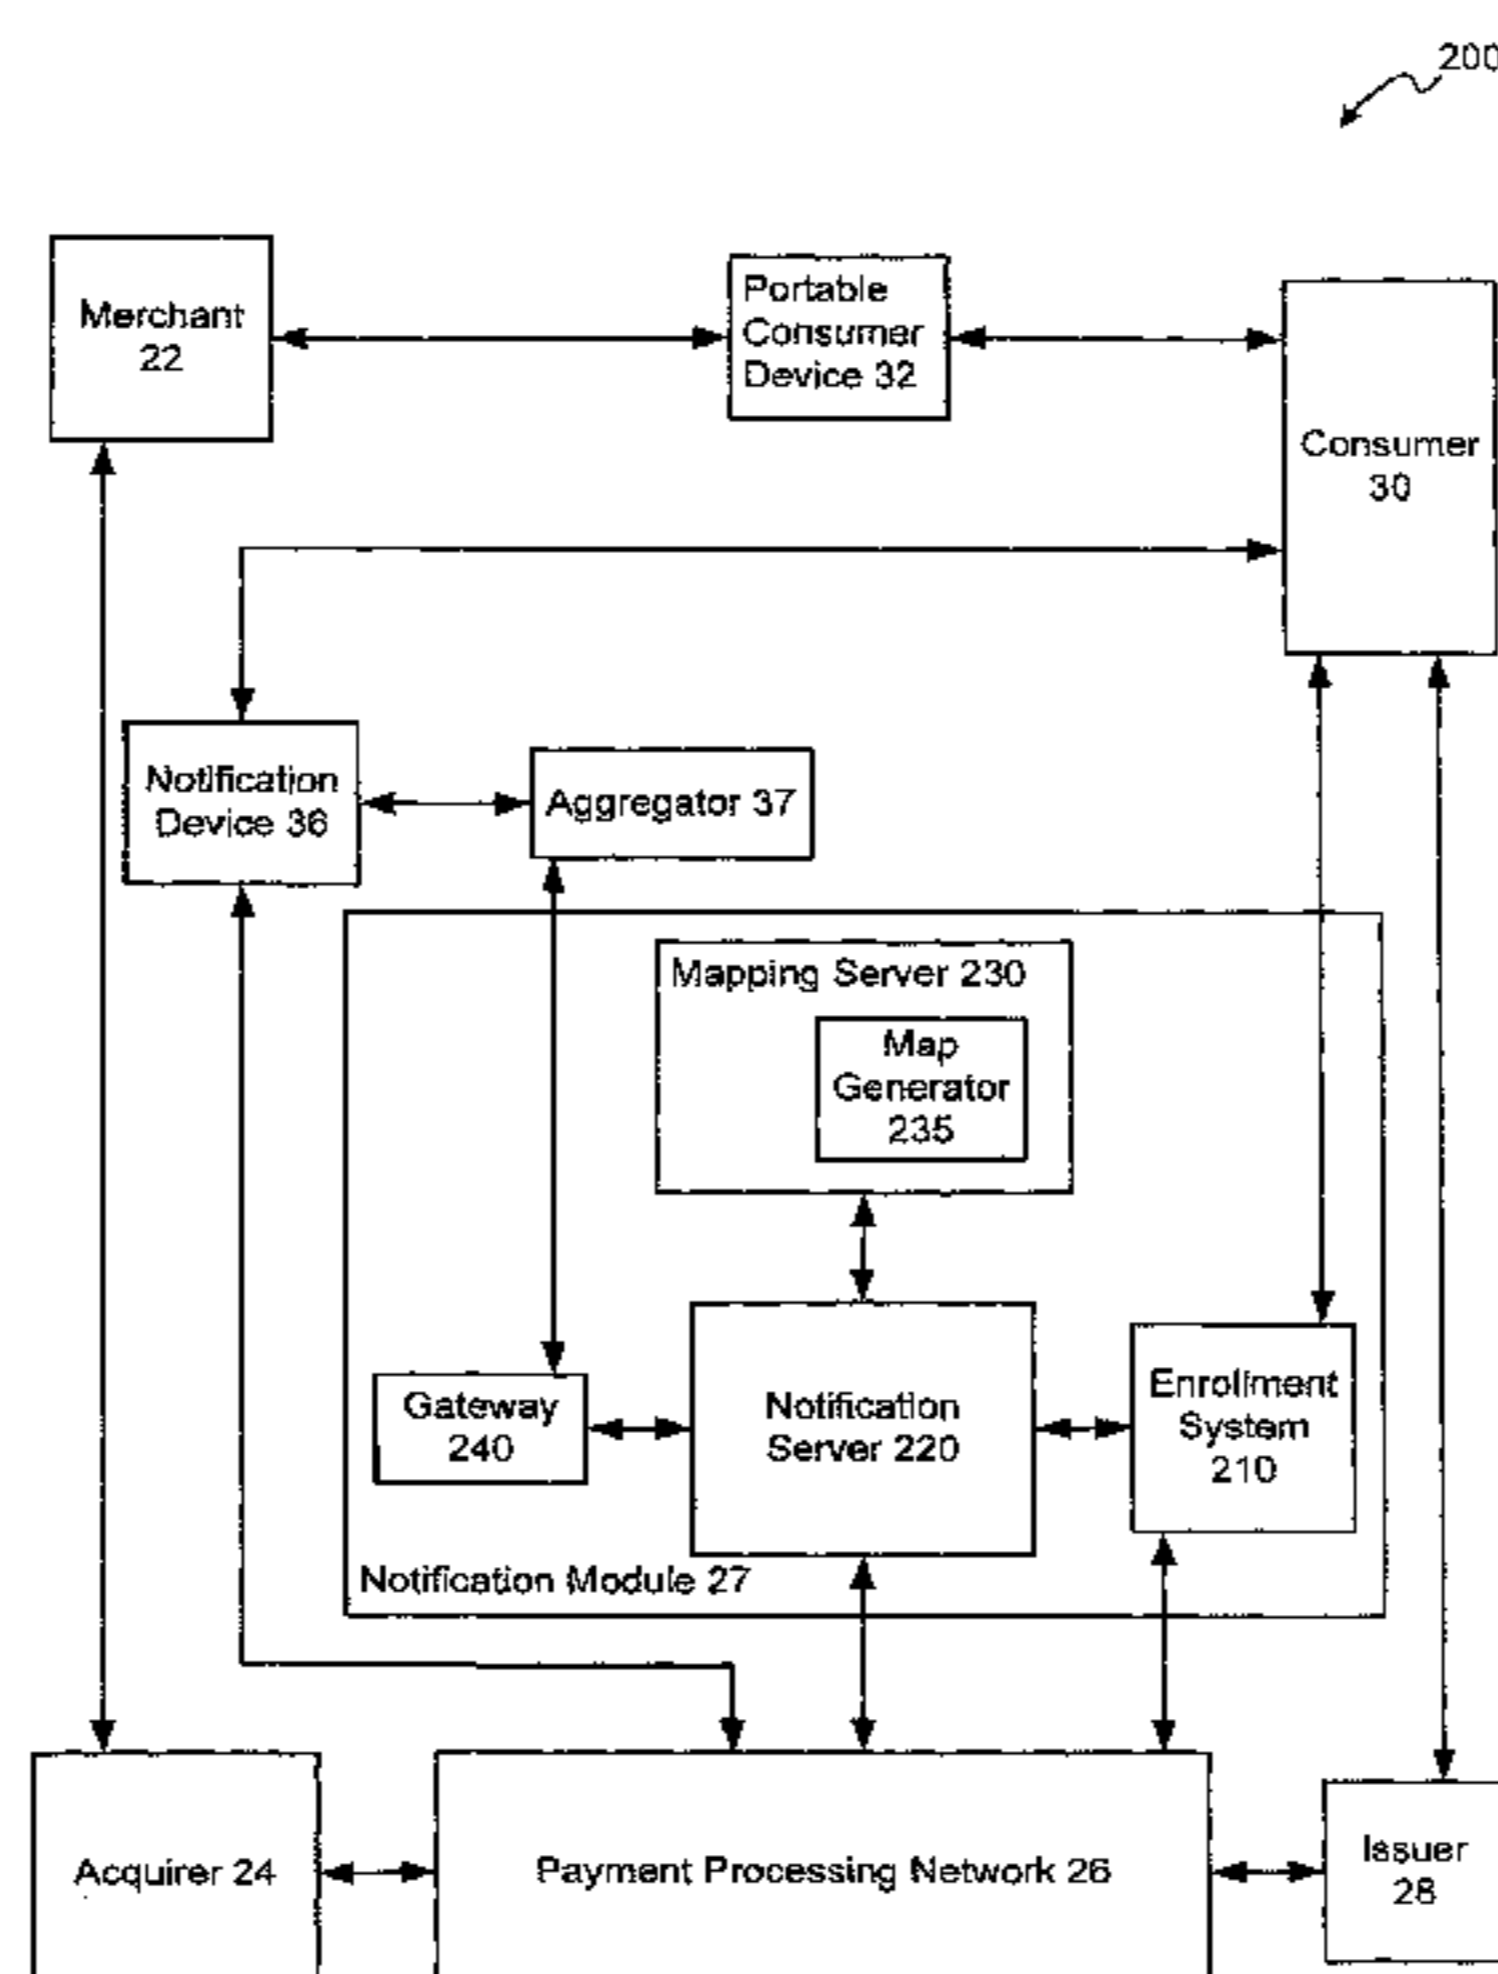 200
Merchant
22
Portable
Consumer
Device 32
Consumer
30
Notification
Device 36
Aggregator 37
Mapping Server 230
Map
Generator
235
Gateway
240
Notification
Server 220
Enrollment
System
210
Notification Module 27
Acquirer 24
Payment Processing Network 26
Issuer
28